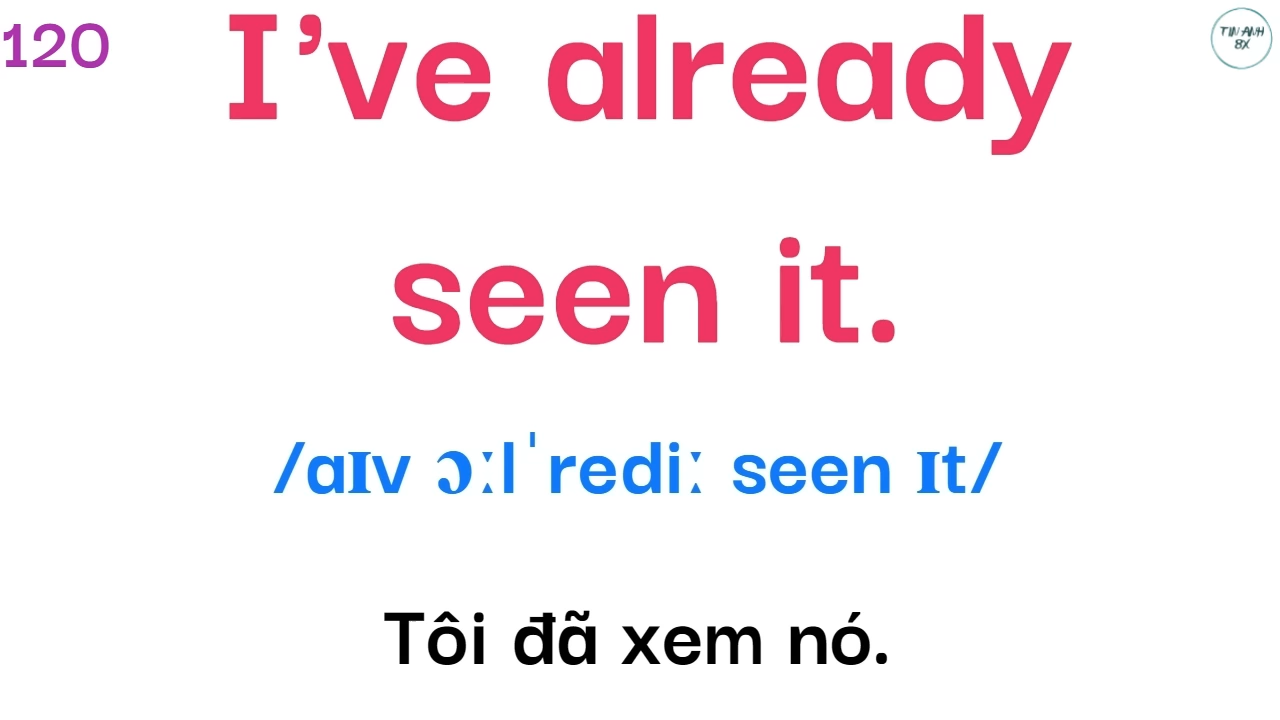 120
I’ve already
seen it.
/aɪv ɔːlˈrediː seen ɪt/
Tôi đã xem nó.
TIN ANH
8X